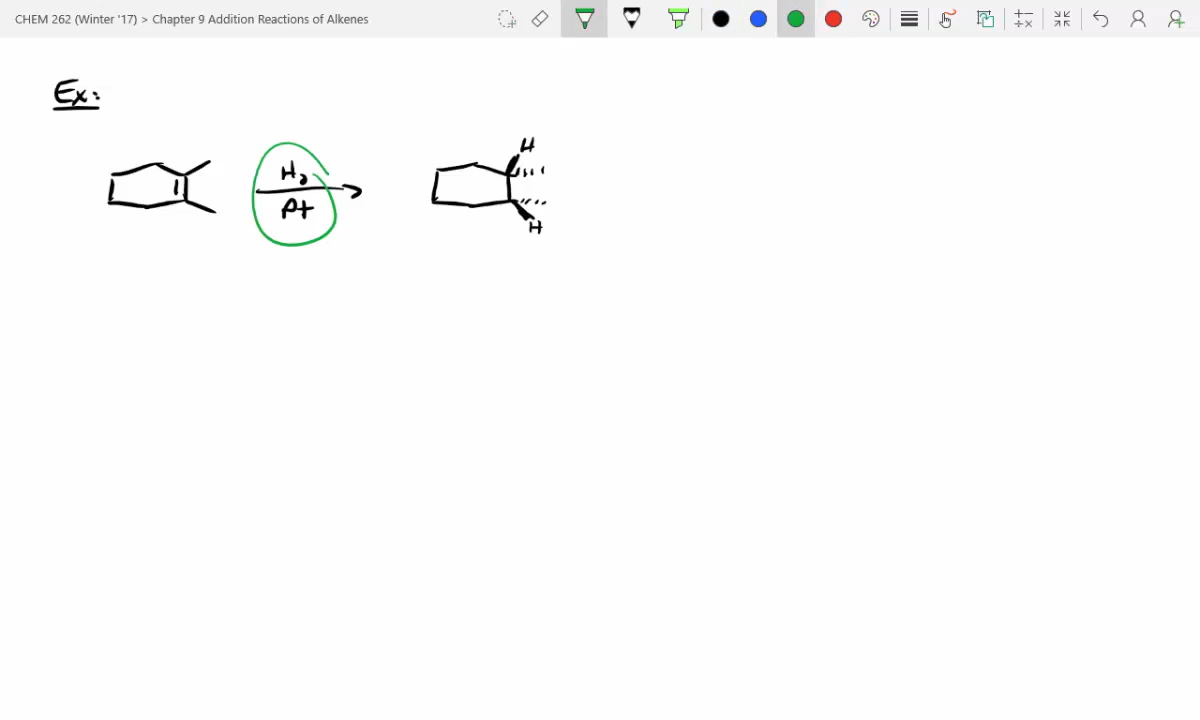 CHEM 262 (Winter '17) > Chapter 9 Addition Reactions of Alkenes
Ex:
H
H₂
Pt
H